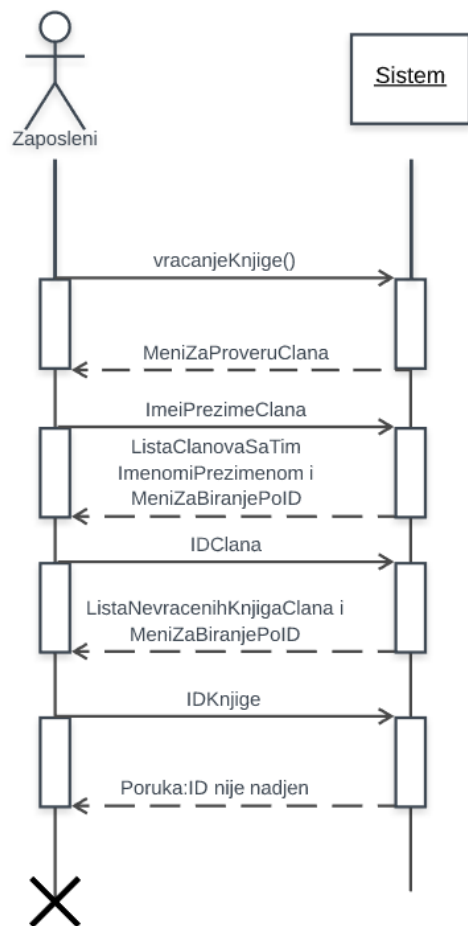 Zaposleni
Sistem
vracanjeKnjige()
MeniZaProveruClana
ImeiPrezimeClana
ListaClanovaSaTim
ImenomiPrezimenom i
MeniZaBiranjePoID
IDClana
ListaNevracenihKnjigaClana i
MeniZaBiranjePoID
IDKnjige
Poruka:ID nije nadjen